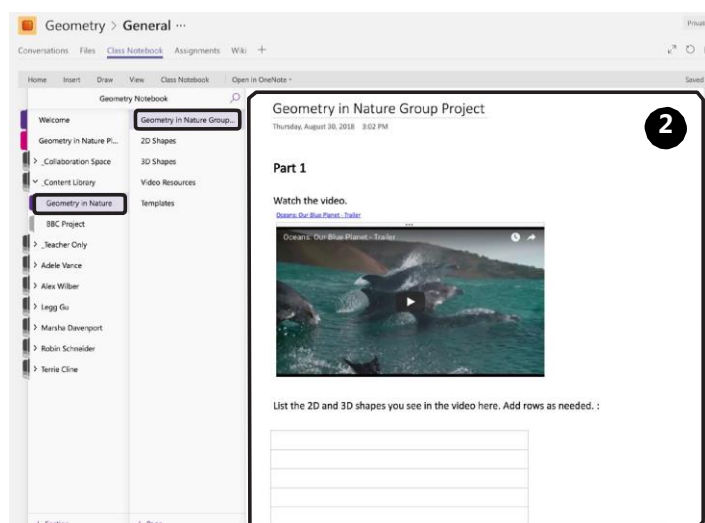 Geometry > General ...
Conversations Files Class Notebook Assignments Wiki +
Home Insert Draw View Class Notebook Open in OneNote
Saved
Geometry Notebook
Welcome
Geometry in Nature Pl...
> _Collaboration Space
_Content Library
Geometry in Nature
BBC Project
> _Teacher Only
> Adele Vance
> Alex Wilber
> Legg Gu
> Marsha Davenport
> Robin Schneider
> Terrie Cline
Geometry in Nature Group...
2D Shapes
3D Shapes
Video Resources
Templates
Geometry in Nature Group Project
Thursday, August 30, 2018 3:02 PM
2
Part 1
Watch the video.
Oceans: Our Blue Planet - Trailer
Oceans: Our Blue Planet - Trailer
List the 2D and 3D shapes you see in the video here. Add rows as needed. :